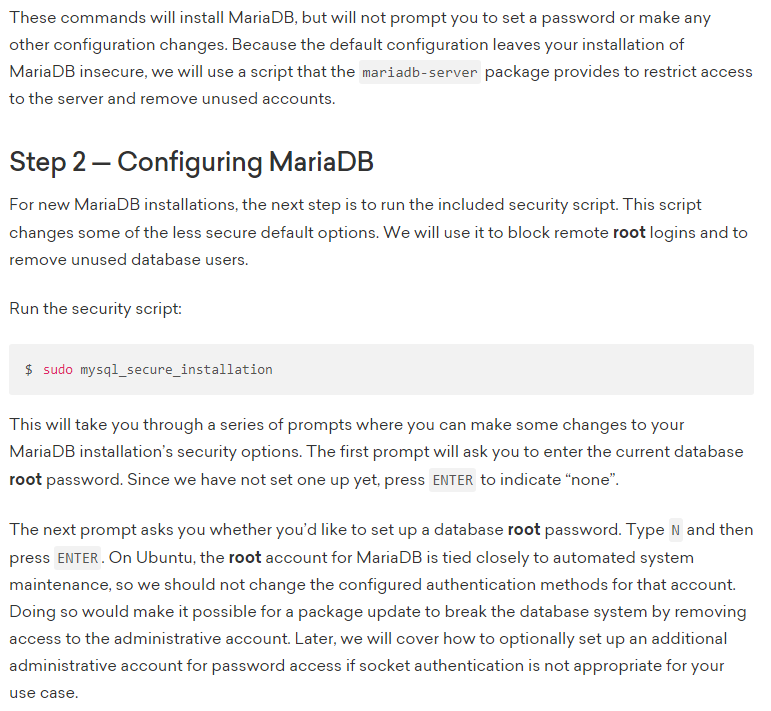 These commands will install MariaDB, but will not prompt you to set a password or make any
other configuration changes. Because the default configuration leaves your installation of
MariaDB insecure, we will use a script that the mariadb-server package provides to restrict access
to the server and remove unused accounts.
Step 2 — Configuring MariaDB
For new MariaDB installations, the next step is to run the included security script. This script
changes some of the less secure default options. We will use it to block remote root logins and to
remove unused database users.
Run the security script:
$ sudo mysql_secure_installation
This will take you through a series of prompts where you can make some changes to your
MariaDB installation’s security options. The first prompt will ask you to enter the current database
root password. Since we have not set one up yet, press ENTER to indicate “none”.
The next prompt asks you whether you’d like to set up a database root password. Type N and then
press ENTER. On Ubuntu, the root account for MariaDB is tied closely to automated system
maintenance, so we should not change the configured authentication methods for that account.
Doing so would make it possible for a package update to break the database system by removing
access to the administrative account. Later, we will cover how to optionally set up an additional
administrative account for password access if socket authentication is not appropriate for your
use case.